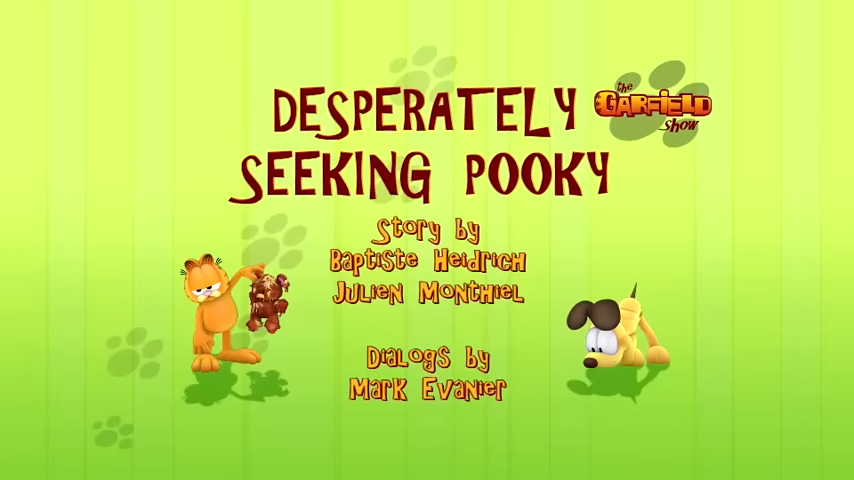 DESPERATELY
SEEKING POOKY
the
GARFIELD
show
Story by
Baptiste Heidrich
Julien Monthiel
Dialogs by
Mark Evanier